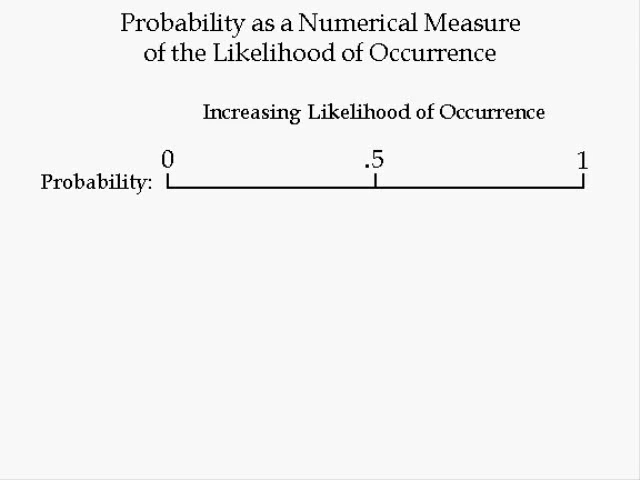 Probability as a Numerical Measure
of the Likelihood of Occurrence
Increasing Likelihood of Occurrence
0 .5 1
Probability: